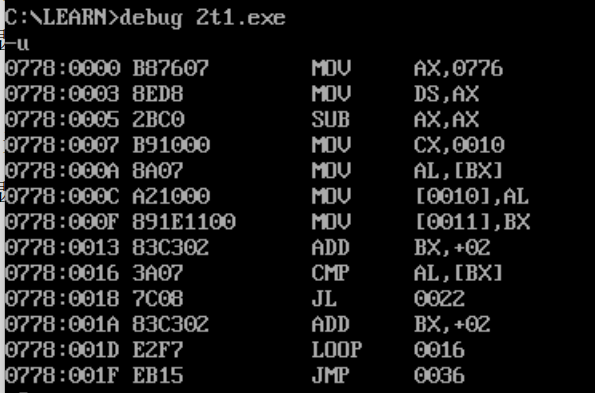 C:\LEARN>debug 2t1.exe
-u
0778:0000 B87607 MOV AX,0776
0778:0003 8ED8 MOV DS,AX
0778:0005 2BC0 SUB AX,AX
0778:0007 B91000 MOV CX,0010
0778:000A 8A07 MOV AL,[BX]
0778:000C A21000 MOV [0010],AL
0778:000F 891E1100 MOV [0011],BX
0778:0013 83C302 ADD BX,+02
0778:0016 3A07 CMP AL,[BX]
0778:0018 7C08 JL 0022
0778:001A 83C302 ADD BX,+02
0778:001D E2F7 LOOP 0016
0778:001F EB15 JMP 0036